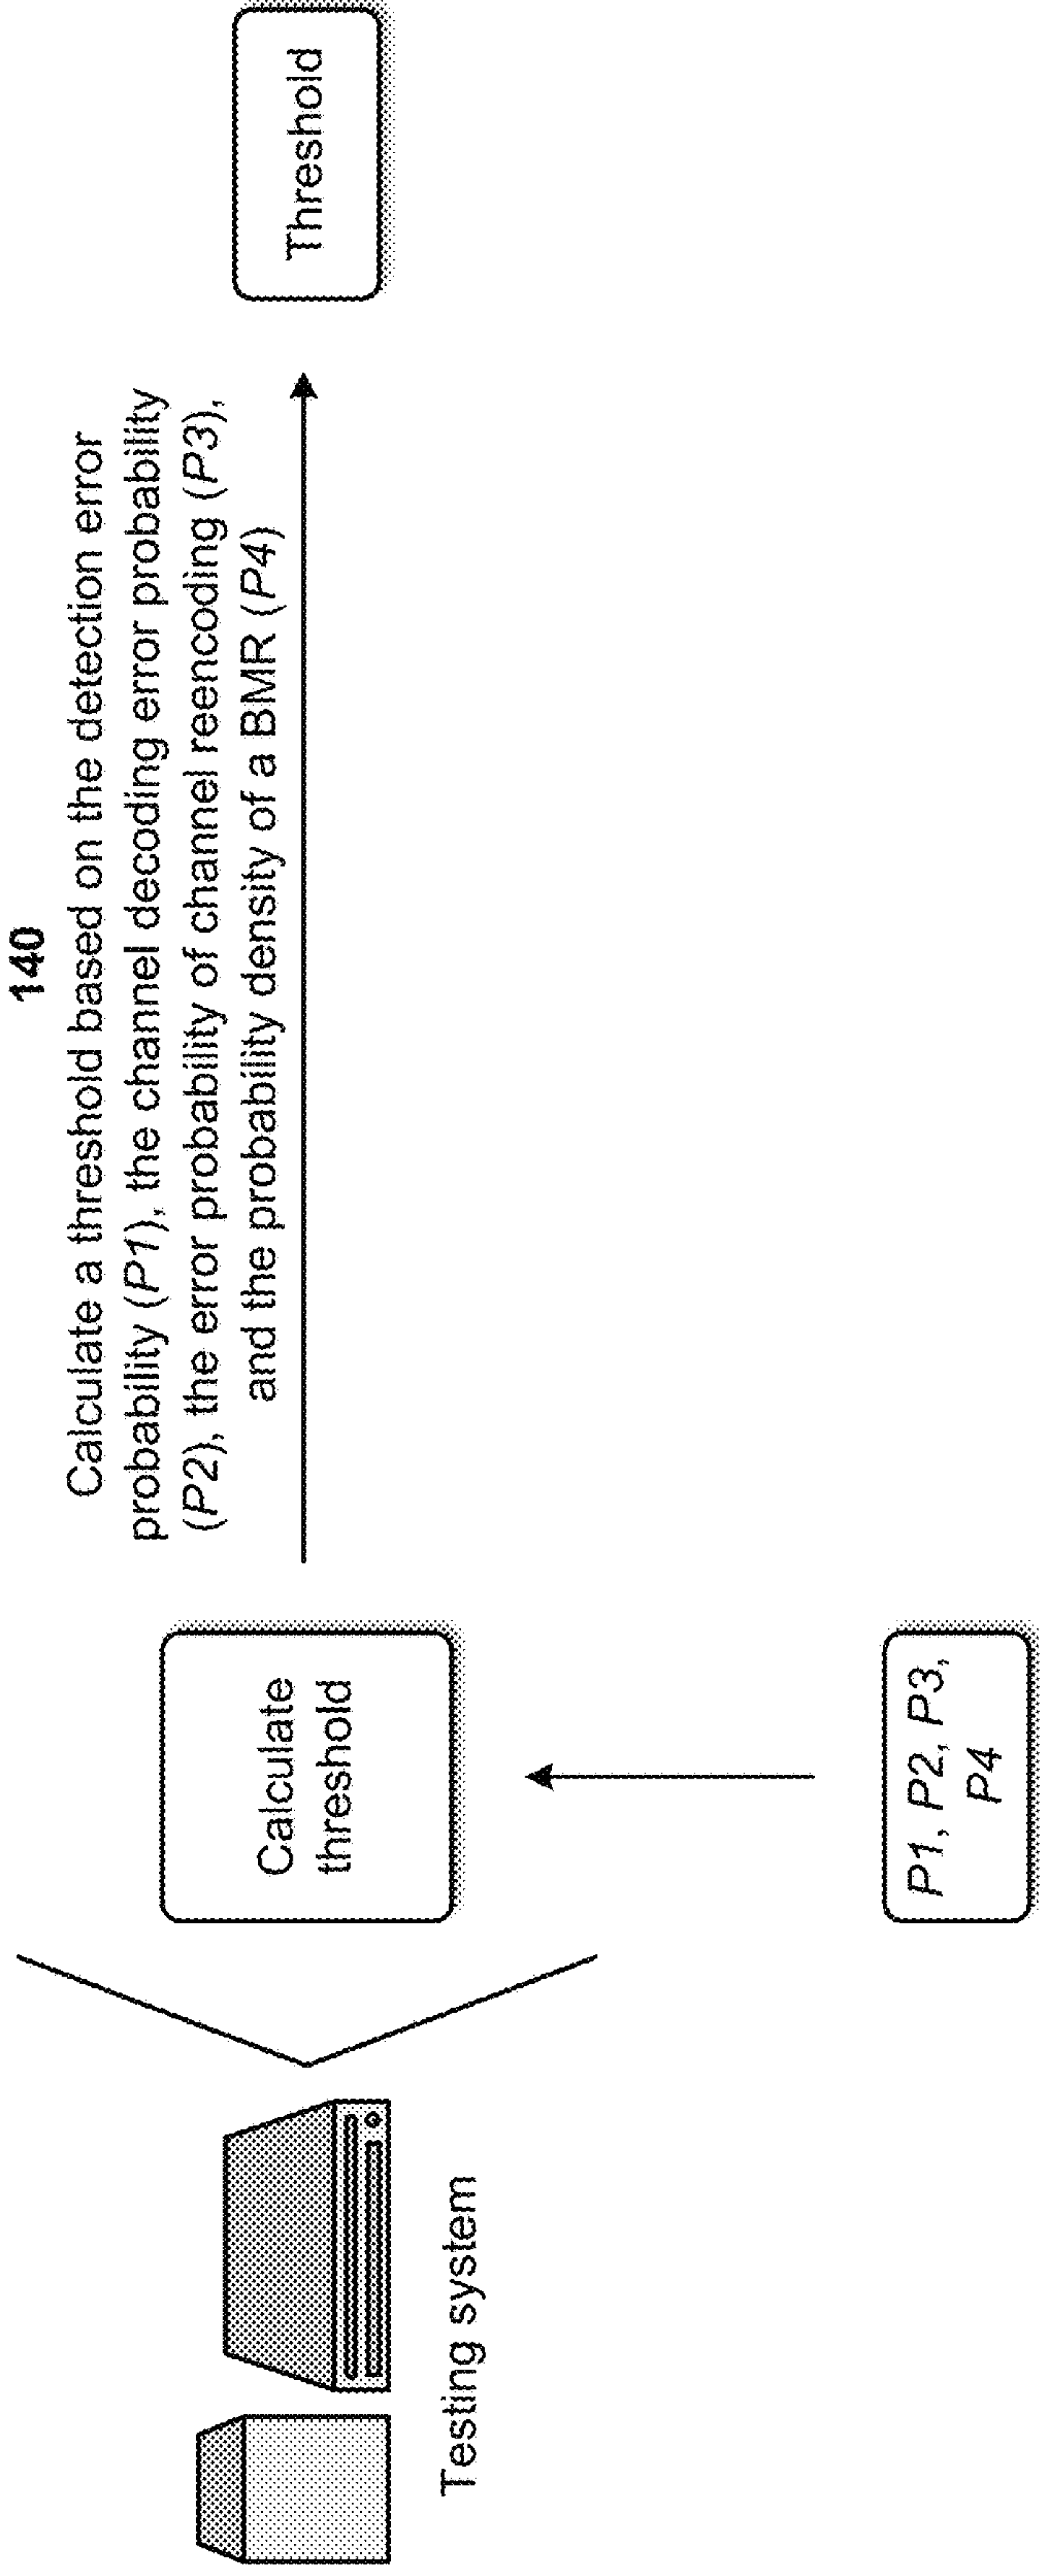 140
Calculate a threshold based on the detection error
probability (P1), the channel decoding error probability
(P2), the error probability of channel reencoding (P3),
and the probability density of a BMR (P4)
Testing system
Calculate
threshold
Threshold
P1, P2, P3,
P4